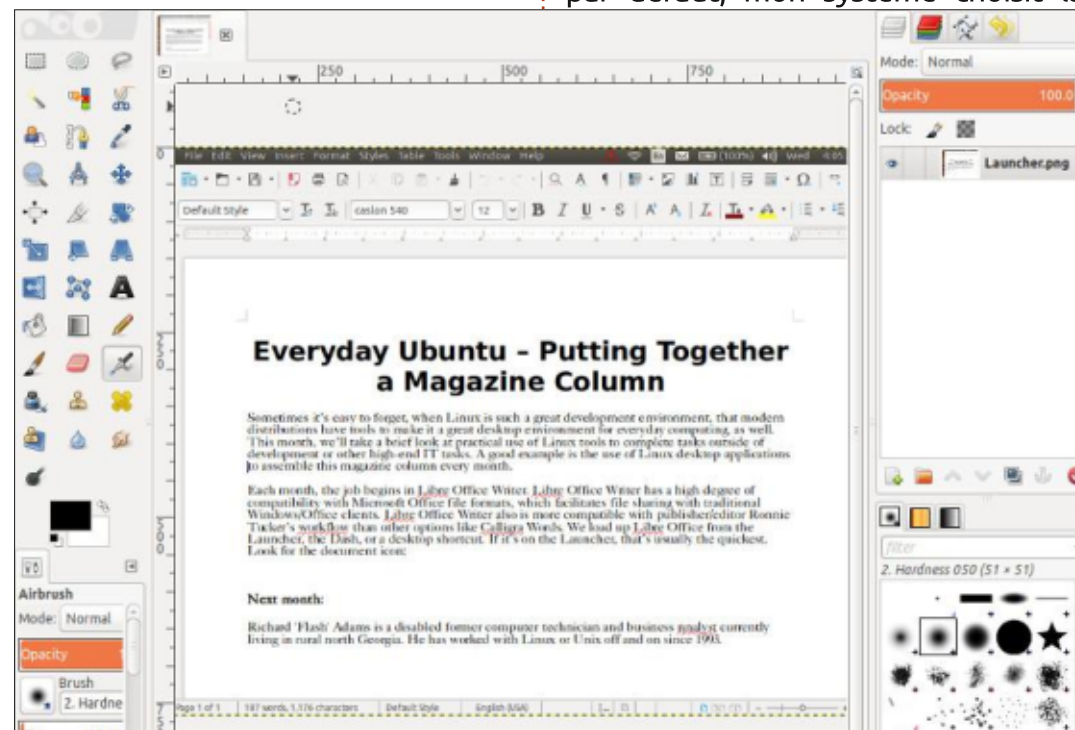 mon système choisit
250 500 750
Mode: Normal
Opacity 100.0
Lock:
Launcher.png
File Edit View Insert Format Styles Table Tools Window Help (100%) Wed
Default Style caslon 540 12 B I U S
Everyday Ubuntu – Putting Together
a Magazine Column
Sometimes it's easy to forget, when Linux is such a great development environment, that modern
distributions have tools to make it a great desktop environment for everyday computing, as well.
This month, we'll take a brief look at practical use of Linux tools to complete tasks outside of
development or other high-end IT tasks. A good example is the use of Linux desktop applications
to assemble this magazine column every month.
Each month, the job begins in Libre Office Writer. Libre Office Writer has a high degree of
compatibility with Microsoft Office file formats, which facilitates file sharing with traditional
Windows/Office clients. Libre Office Writer also is more compatible with publisher/editor Ronnie
Tucker's workflow than other options like Calligra Words. We load up Libre Office from the
Launcher, the Dash, or a desktop shortcut. If it's on the Launcher, that's usually the quickest.
Look for the document icon:
Next month:
Richard 'Flash' Adams is a disabled former computer technician and business analyst currently
living in rural north Georgia. He has worked with Linux or Unix off and on since 1993.
Page 1 of 1 187 words, 1,176 characters Default Style English (USA)
Airbrush
Mode: Normal
Opacity
Brush
2. Hardne
filter
2. Hardness 050 (51 × 51)